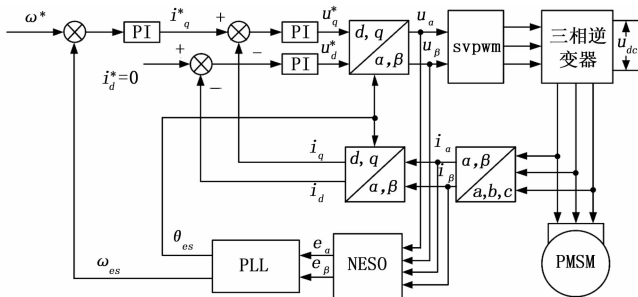 ω* PI i*q + PI u*q d,q uα svpwm 三相逆变器 udc
+ − PI u*d α,β uβ
i*d=0 −
iq d,q iα α,β
id α,β iβ a,b,c
θes eα
ωes PLL eβ NESO PMSM